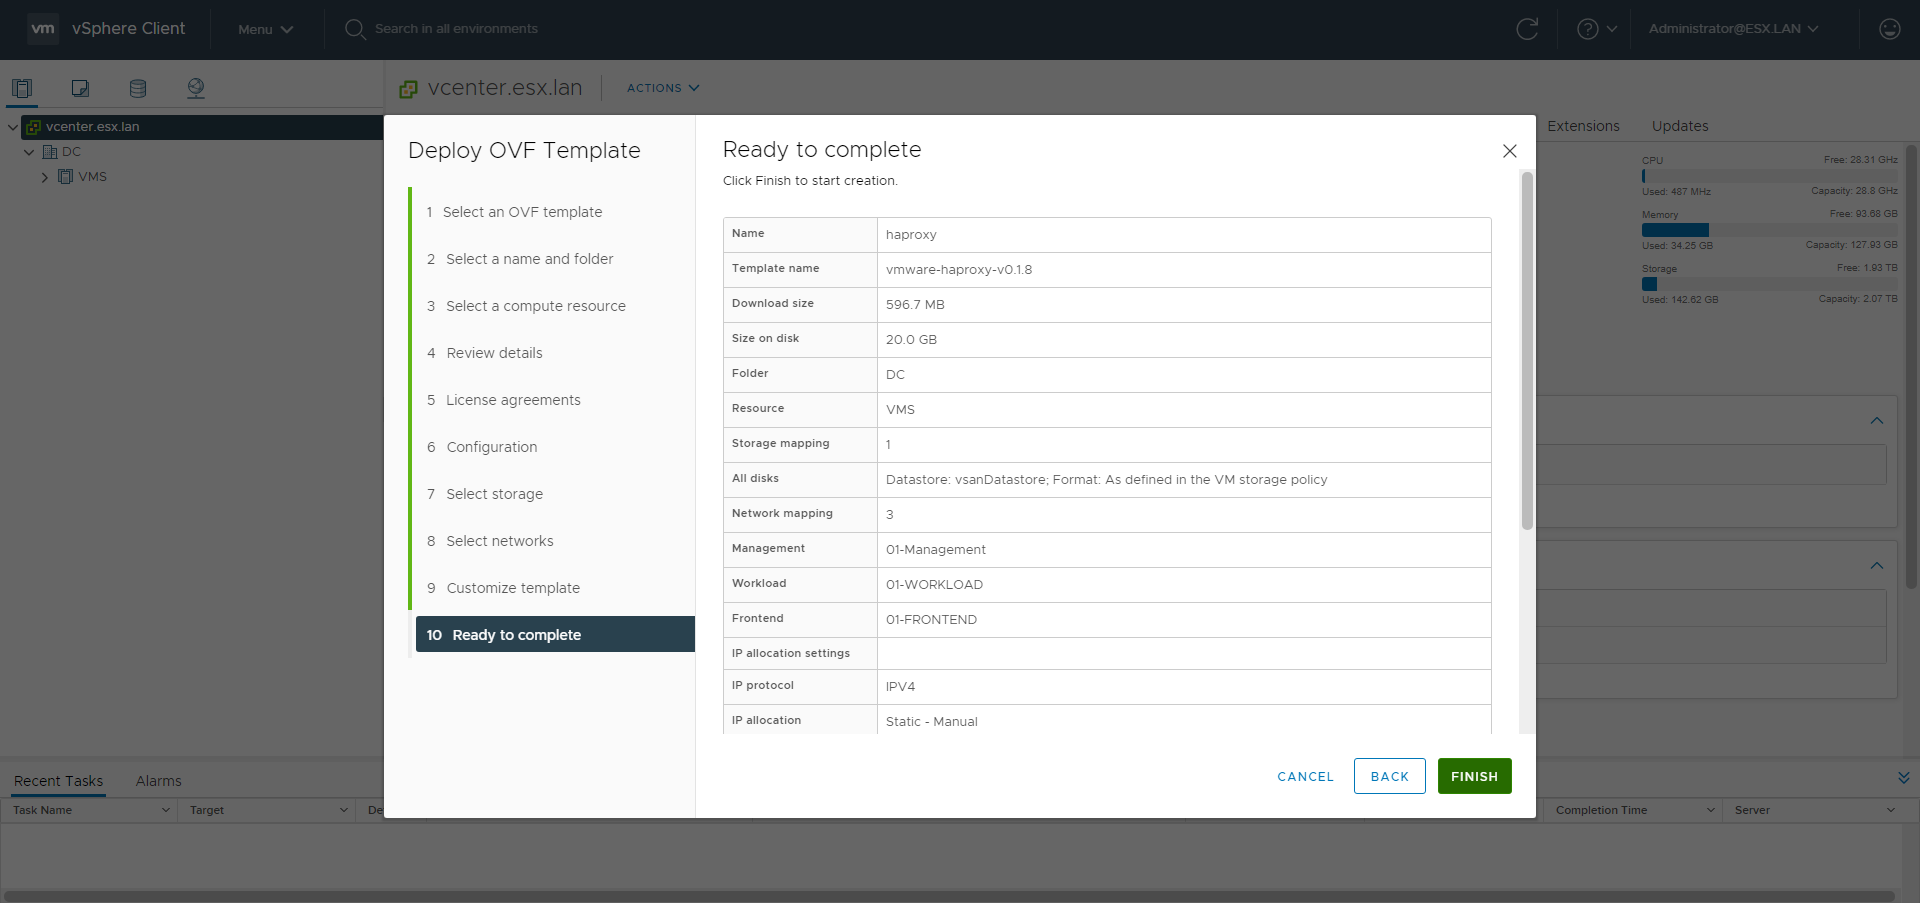 vm vSphere Client Menu Search in all environments Administrator@ESX.LAN
vcenter.esx.lan ACTIONS
vcenter.esx.lan
DC
VMS
Extensions Updates
CPU Free: 28.31 GHz
Used: 487 MHz Capacity: 28.8 GHz
Memory Free: 93.68 GB
Used: 34.25 GB Capacity: 127.93 GB
Storage Free: 1.93 TB
Used: 142.62 GB Capacity: 2.07 TB
Deploy OVF Template
1 Select an OVF template
2 Select a name and folder
3 Select a compute resource
4 Review details
5 License agreements
6 Configuration
7 Select storage
8 Select networks
9 Customize template
10 Ready to complete
Ready to complete
Click Finish to start creation.
Name haproxy
Template name vmware-haproxy-v0.1.8
Download size 596.7 MB
Size on disk 20.0 GB
Folder DC
Resource VMS
Storage mapping 1
All disks Datastore: vsanDatastore; Format: As defined in the VM storage policy
Network mapping 3
Management 01-Management
Workload 01-WORKLOAD
Frontend 01-FRONTEND
IP allocation settings
IP protocol IPV4
IP allocation Static - Manual
CANCEL BACK FINISH
Recent Tasks Alarms
Task Name Target De Completion Time Server